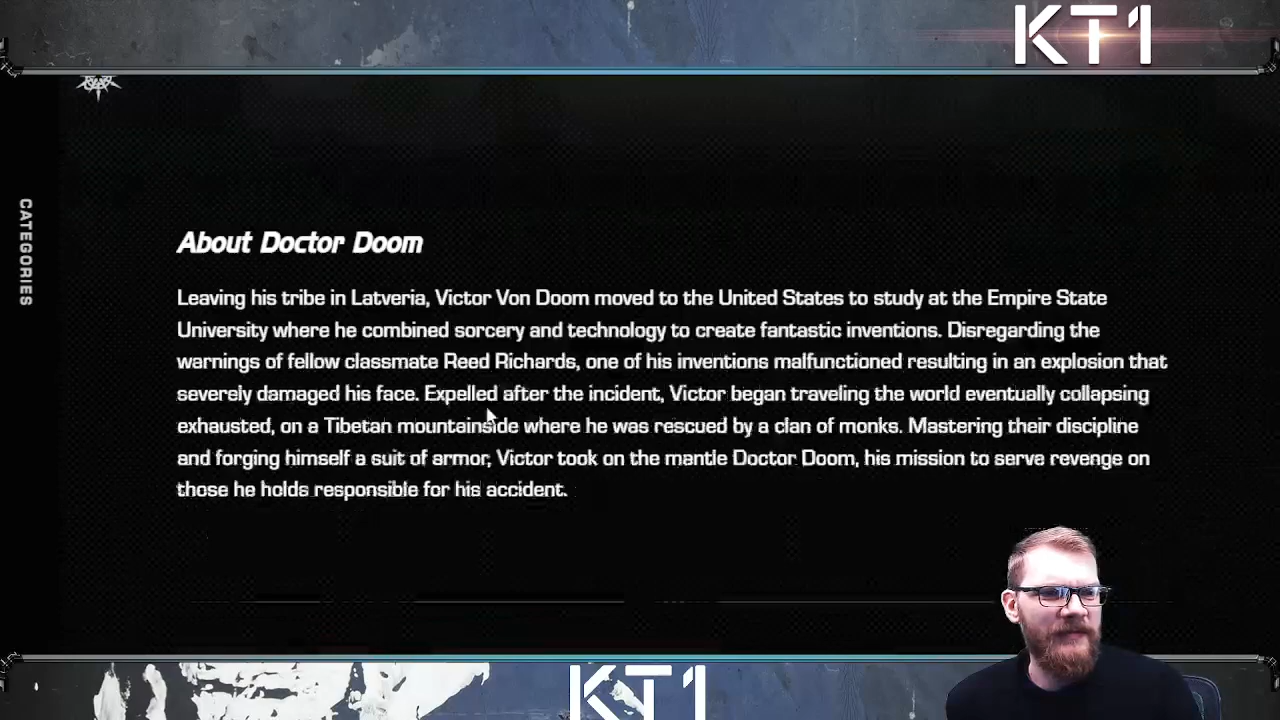 KT1
CATEGORIES
About Doctor Doom
Leaving his tribe in Latveria, Victor Von Doom moved to the United States to study at the Empire State
University where he combined sorcery and technology to create fantastic inventions. Disregarding the
warnings of fellow classmate Reed Richards, one of his inventions malfunctioned resulting in an explosion that
severely damaged his face. Expelled after the incident, Victor began traveling the world eventually collapsing
exhausted, on a Tibetan mountainside where he was rescued by a clan of monks. Mastering their discipline
and forging himself a suit of armor, Victor took on the mantle Doctor Doom, his mission to serve revenge on
those he holds responsible for his accident.
KT1